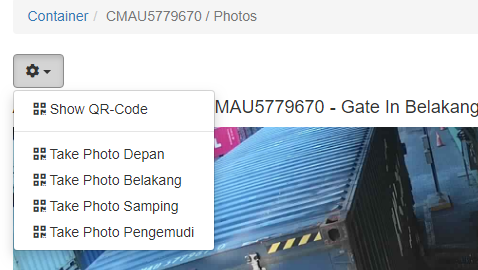 Container / CMAU5779670 / Photos
MAU5779670 - Gate In Belakang
Show QR-Code
Take Photo Depan
Take Photo Belakang
Take Photo Samping
Take Photo Pengemudi